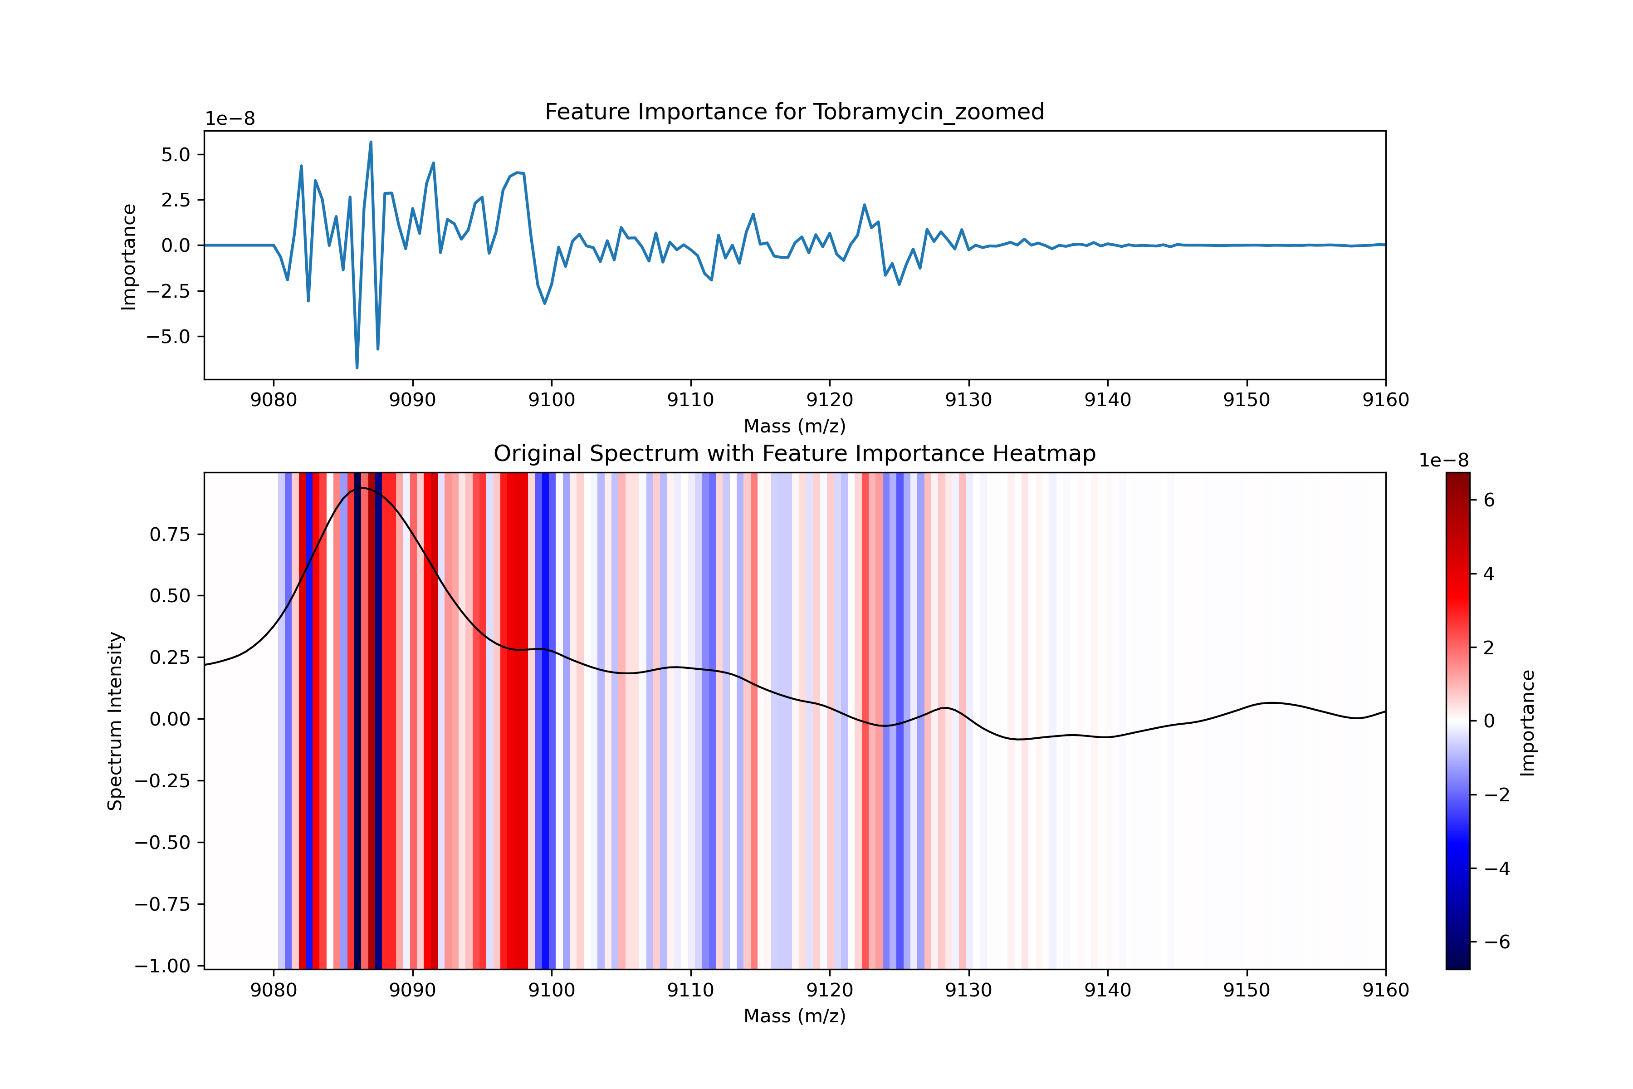 Feature Importance for Tobramycin_zoomed
1e−8
5.0
2.5
0.0
−2.5
−5.0
Importance
9080 9090 9100 9110 9120 9130 9140 9150 9160
Mass (m/z)
Original Spectrum with Feature Importance Heatmap
1e−8
0.75
0.50
0.25
0.00
−0.25
−0.50
−0.75
−1.00
Spectrum Intensity
9080 9090 9100 9110 9120 9130 9140 9150 9160
Mass (m/z)
6
4
2
0
−2
−4
−6
Importance